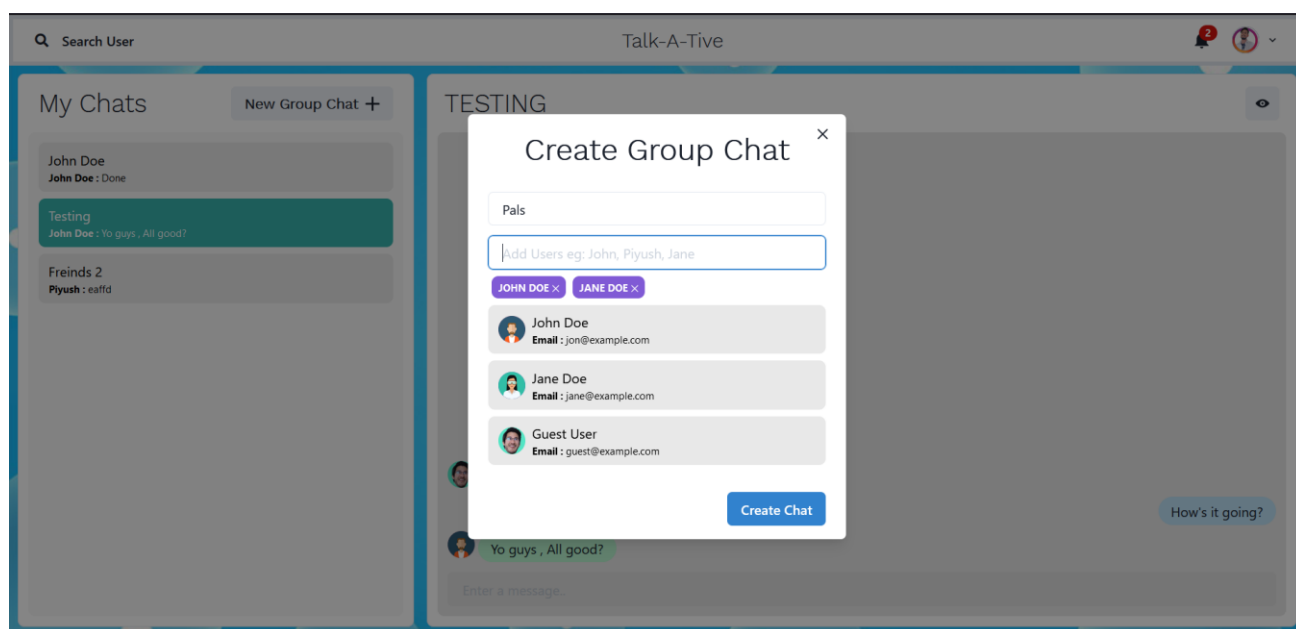 Search User
Talk-A-Tive
2
My Chats
New Group Chat +
John Doe
John Doe : Done
Testing
John Doe : Yo guys , All good?
Freinds 2
Piyush : eaffd
TESTING
Create Group Chat
Pals
Add Users eg: John, Piyush, Jane
JOHN DOE × JANE DOE ×
John Doe
Email : jon@example.com
Jane Doe
Email : jane@example.com
Guest User
Email : guest@example.com
Create Chat
How's it going?
Yo guys , All good?
Enter a message..